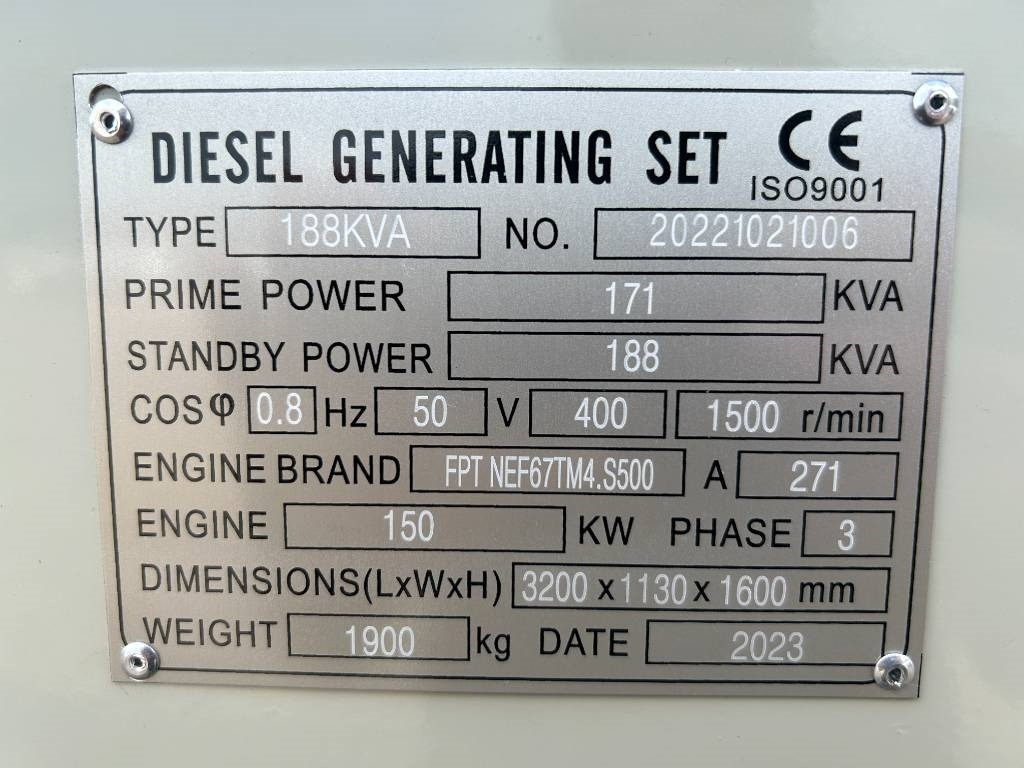 DIESEL GENERATING SET CE
ISO9001
TYPE 188KVA NO. 20221021006
PRIME POWER 171 KVA
STANDBY POWER 188 KVA
COSφ 0.8 Hz 50 V 400 1500 r/min
ENGINE BRAND FPT NEF67TM4.S500 A 271
ENGINE 150 KW PHASE 3
DIMENSIONS(LxWxH) 3200 x 1130 x 1600 mm
WEIGHT 1900 kg DATE 2023